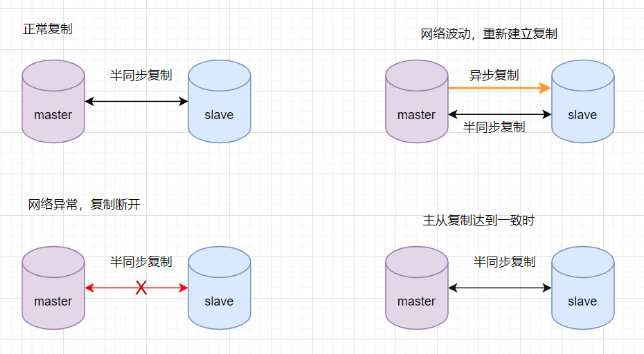 正常复制
半同步复制
master
slave
网络波动，重新建立复制
异步复制
master
slave
半同步复制
网络异常，复制断开
半同步复制
master
slave
主从复制达到一致时
半同步复制
master
slave